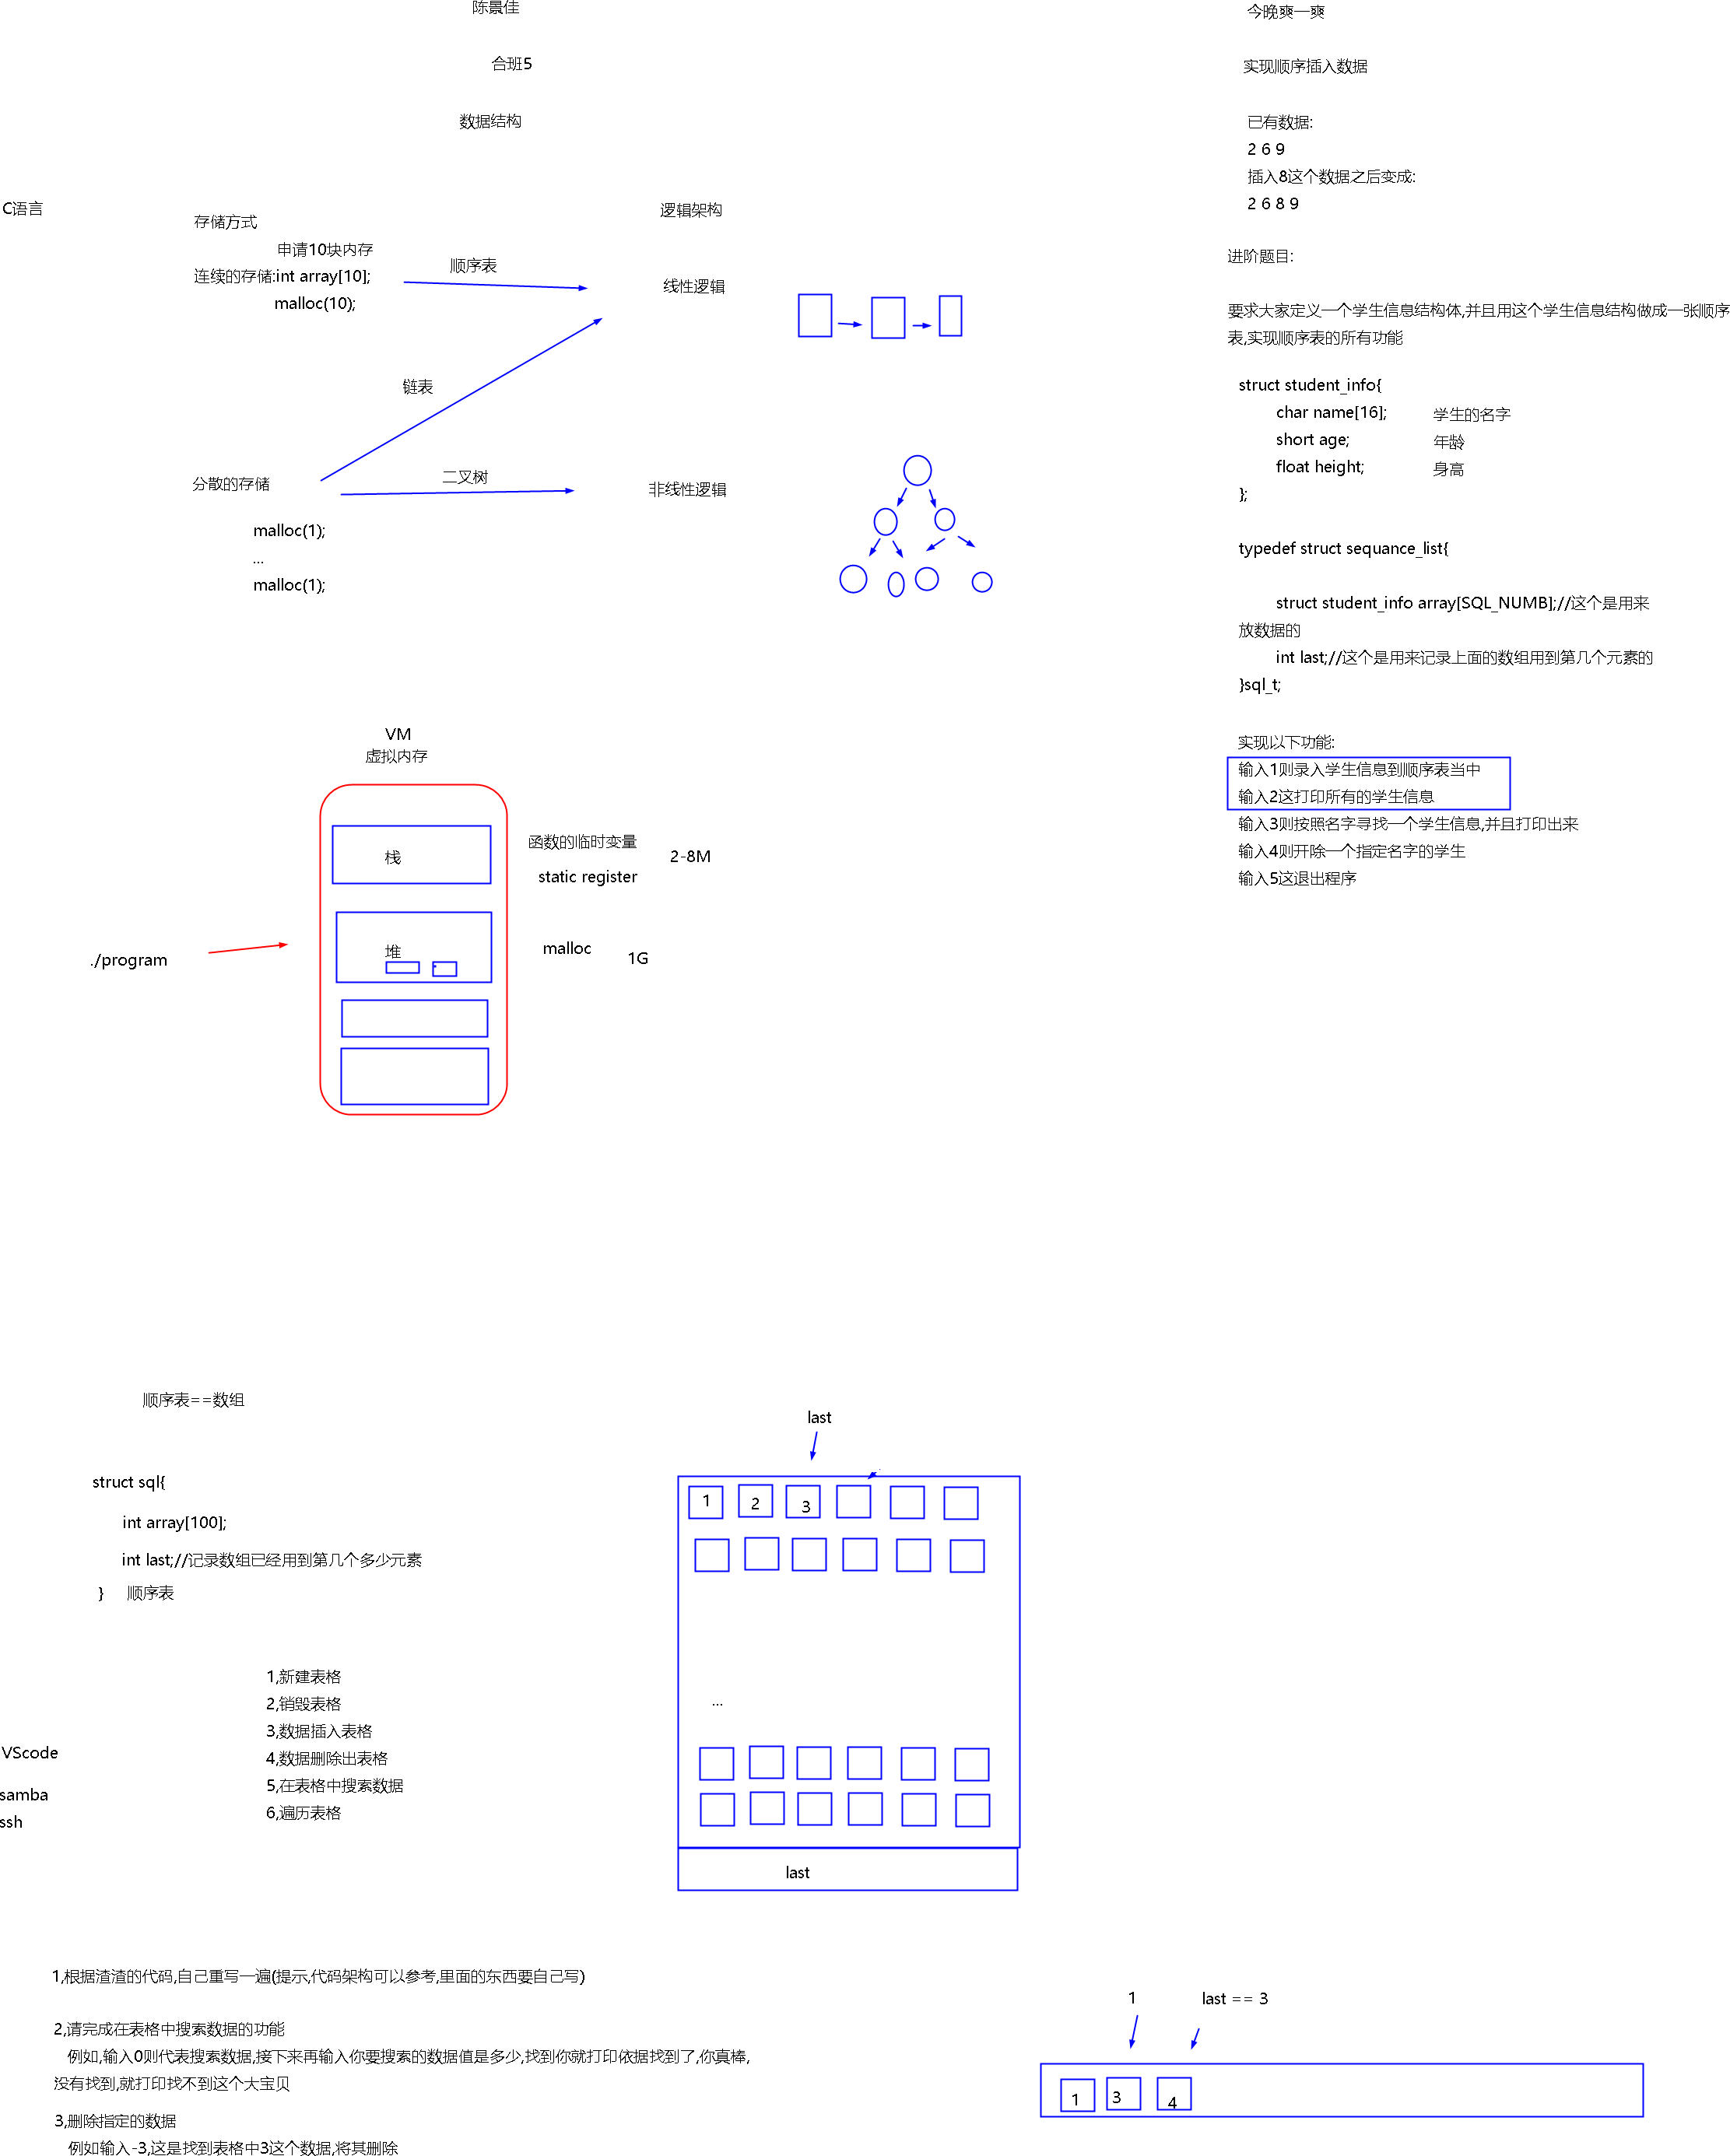 陈景佳
合班5
数据结构
C语言
存储方式
申请10块内存
连续的存储:int array[10];
malloc(10);
顺序表
逻辑架构
线性逻辑
链表
分散的存储
二叉树
非线性逻辑
malloc(1);
...
malloc(1);
VM
虚拟内存
栈
函数的临时变量
2-8M
static register
堆
malloc
1G
./program
今晚爽一爽
实现顺序插入数据
已有数据:
2 6 9
插入8这个数据之后变成:
2 6 8 9
进阶题目:
要求大家定义一个学生信息结构体,并且用这个学生信息结构做成一张顺序
表,实现顺序表的所有功能
struct student_info{
char name[16]; 学生的名字
short age; 年龄
float height; 身高
};
typedef struct sequance_list{
struct student_info array[SQL_NUMB];//这个是用来
放数据的
int last;//这个是用来记录上面的数组用到第几个元素的
}sql_t;
实现以下功能:
输入1则录入学生信息到顺序表当中
输入2这打印所有的学生信息
输入3则按照名字寻找一个学生信息,并且打印出来
输入4则开除一个指定名字的学生
输入5这退出程序
顺序表==数组
struct sql{
int array[100];
int last;//记录数组已经用到第几个多少元素
} 顺序表
1,新建表格
2,销毁表格
3,数据插入表格
4,数据删除出表格
5,在表格中搜索数据
6,遍历表格
VScode
samba
ssh
last
1 2 3
...
last
1,根据渣渣的代码,自己重写一遍(提示,代码架构可以参考,里面的东西要自己写)
2,请完成在表格中搜索数据的功能
例如,输入0则代表搜索数据,接下来再输入你要搜索的数据值是多少,找到你就打印依据找到了,你真棒,
没有找到,就打印找不到这个大宝贝
3,删除指定的数据
例如输入-3,这是找到表格中3这个数据,将其删除
1 last == 3
1 3 4